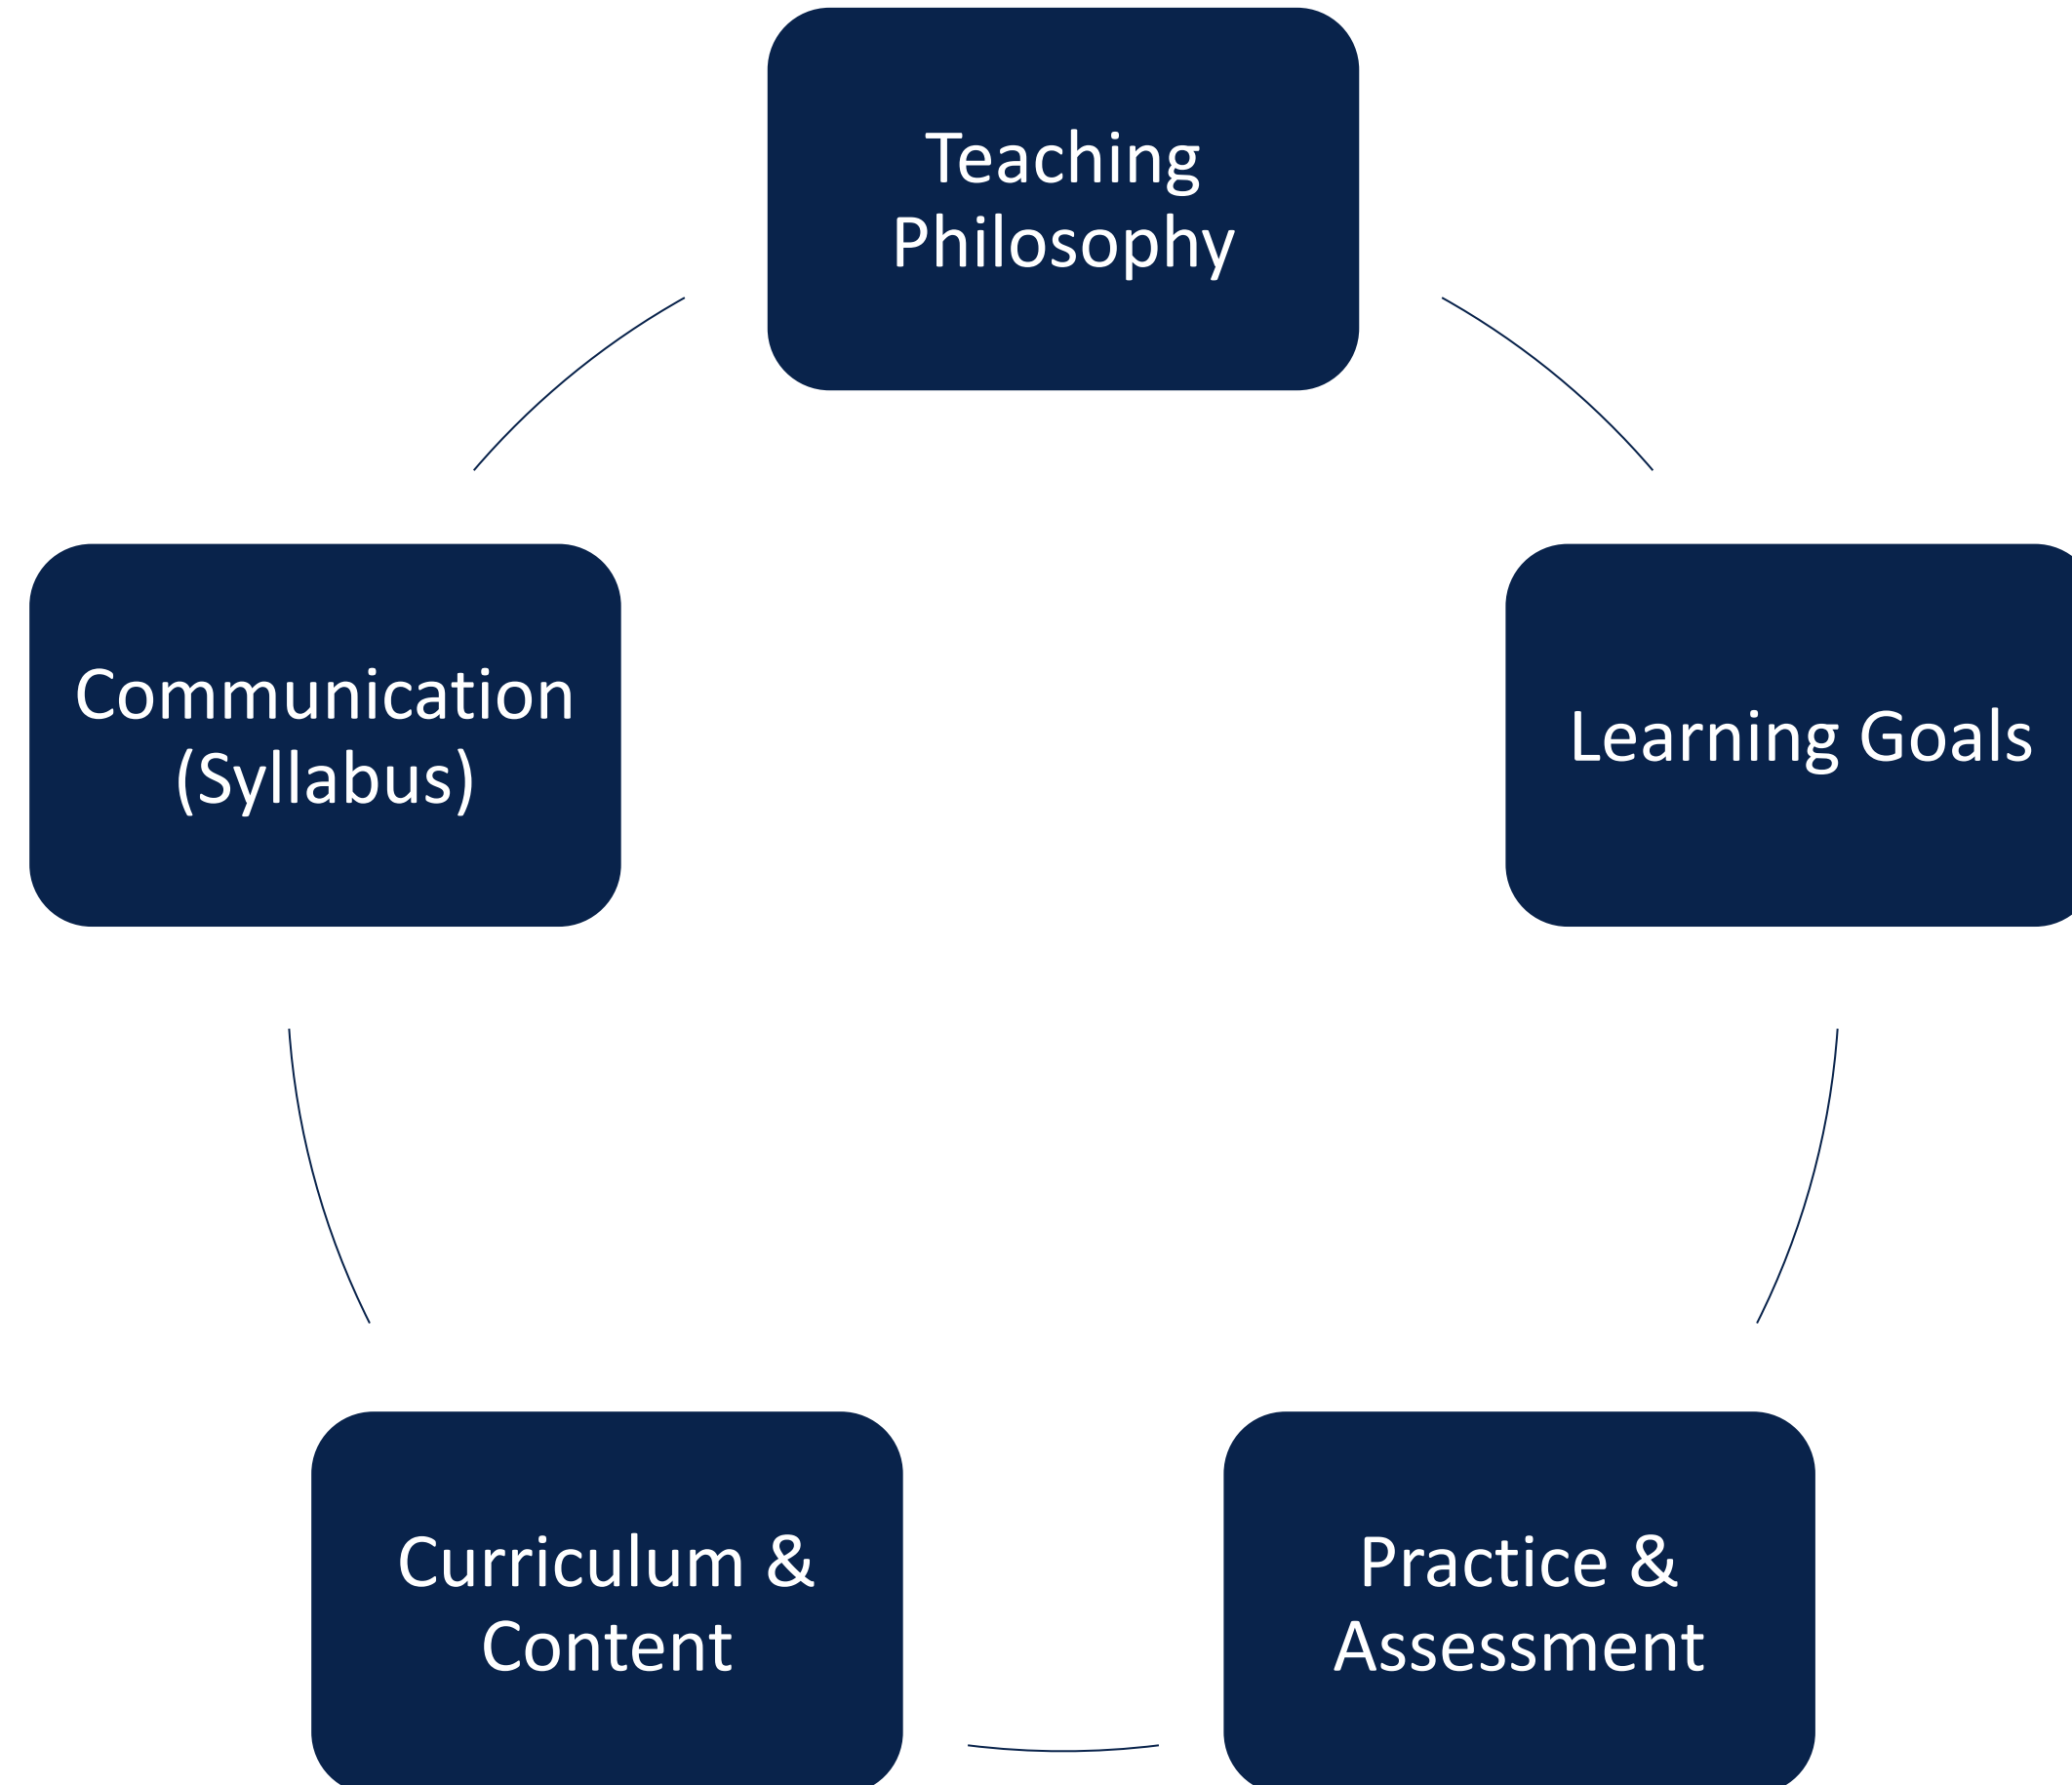 Teaching
Philosophy
Communication
(Syllabus)
Learning Goals
Curriculum &
Content
Practice &
Assessment